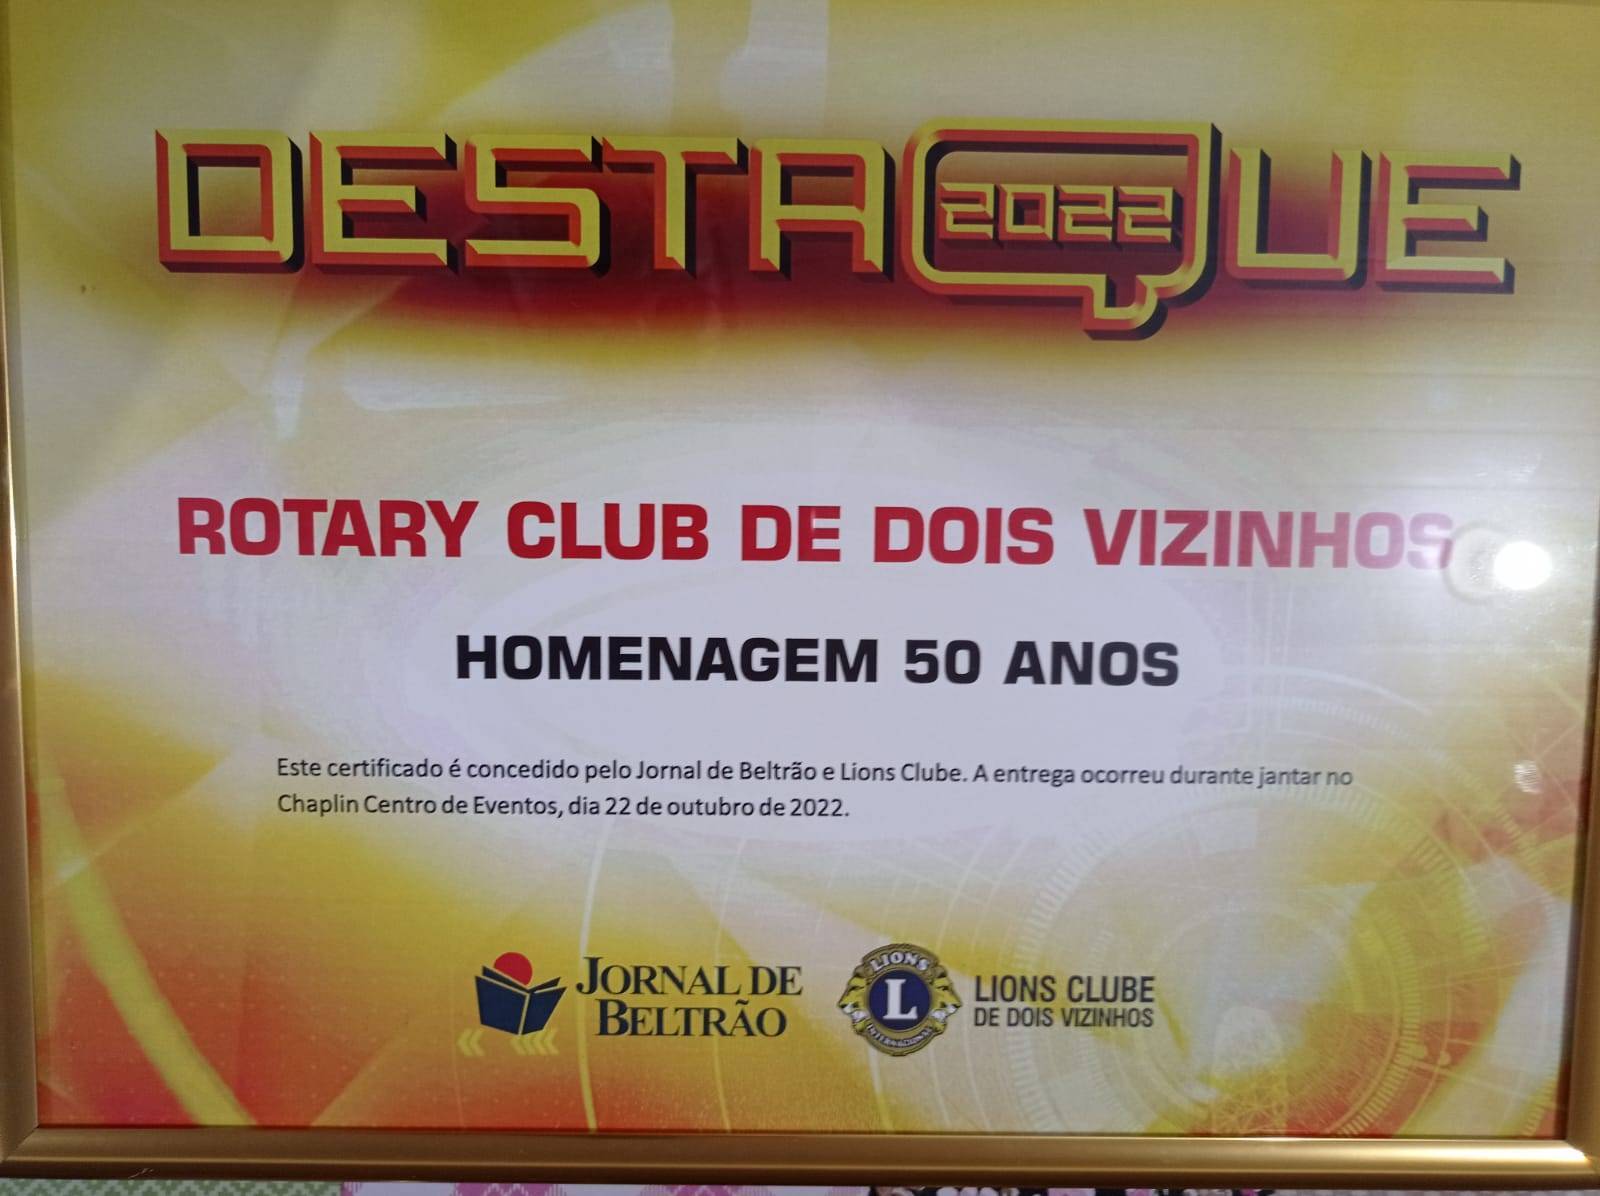 DESTAQUE
2022
ROTARY CLUB DE DOIS VIZINHOS
HOMENAGEM 50 ANOS
Este certificado é concedido pelo Jornal de Beltrão e Lions Clube. A entrega ocorreu durante jantar no
Chaplin Centro de Eventos, dia 22 de outubro de 2022.
JORNAL DE
BELTRÃO
LIONS
L
INTERNATIONAL
LIONS CLUBE
DE DOIS VIZINHOS